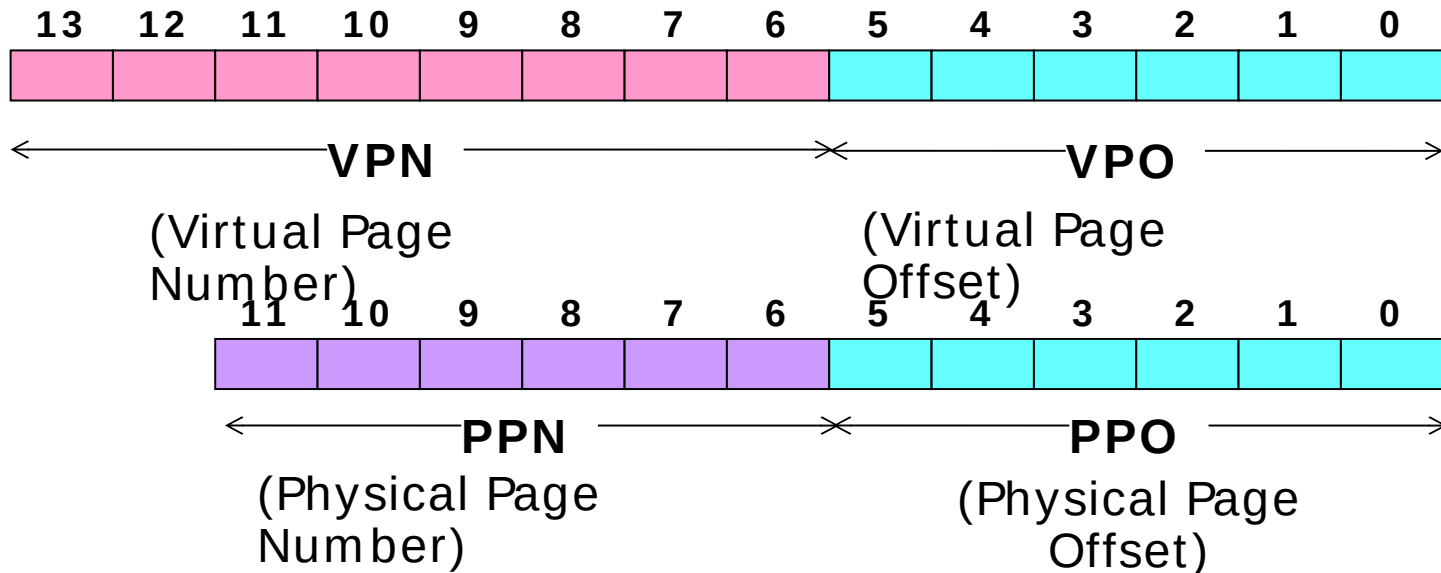 13 12 11 10 9 8 7 6 5 4 3 2 1 0
VPN VPO
(Virtual Page
Number)
(Virtual Page
Offset)
11 10 9 8 7 6 5 4 3 2 1 0
PPN PPO
(Physical Page
Number)
(Physical Page
Offset)